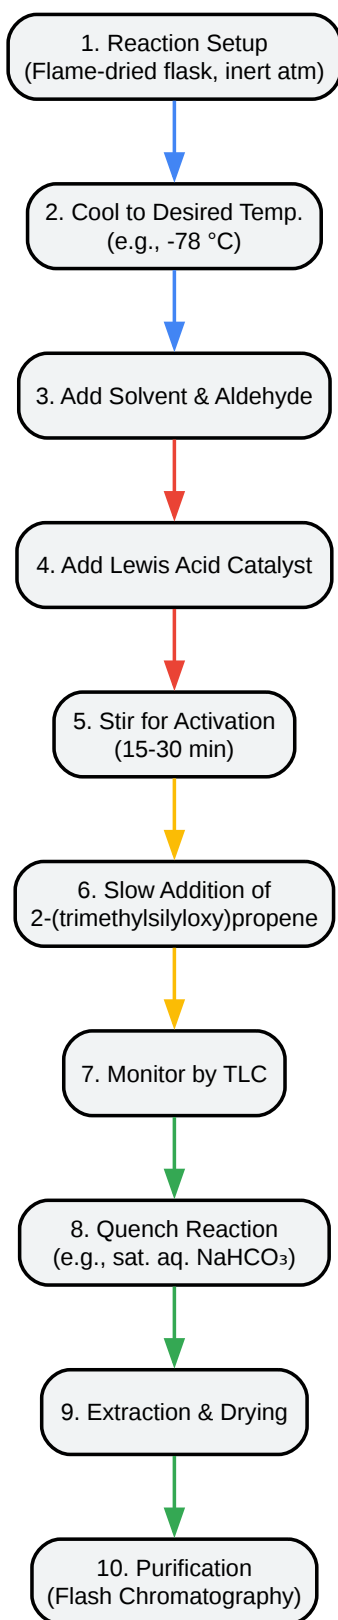 1. Reaction Setup
(Flame-dried flask, inert atm)
2. Cool to Desired Temp.
(e.g., -78 °C)
3. Add Solvent & Aldehyde
4. Add Lewis Acid Catalyst
5. Stir for Activation
(15-30 min)
6. Slow Addition of
2-(trimethylsilyloxy)propene
7. Monitor by TLC
8. Quench Reaction
(e.g., sat. aq. NaHCO₃)
9. Extraction & Drying
10. Purification
(Flash Chromatography)